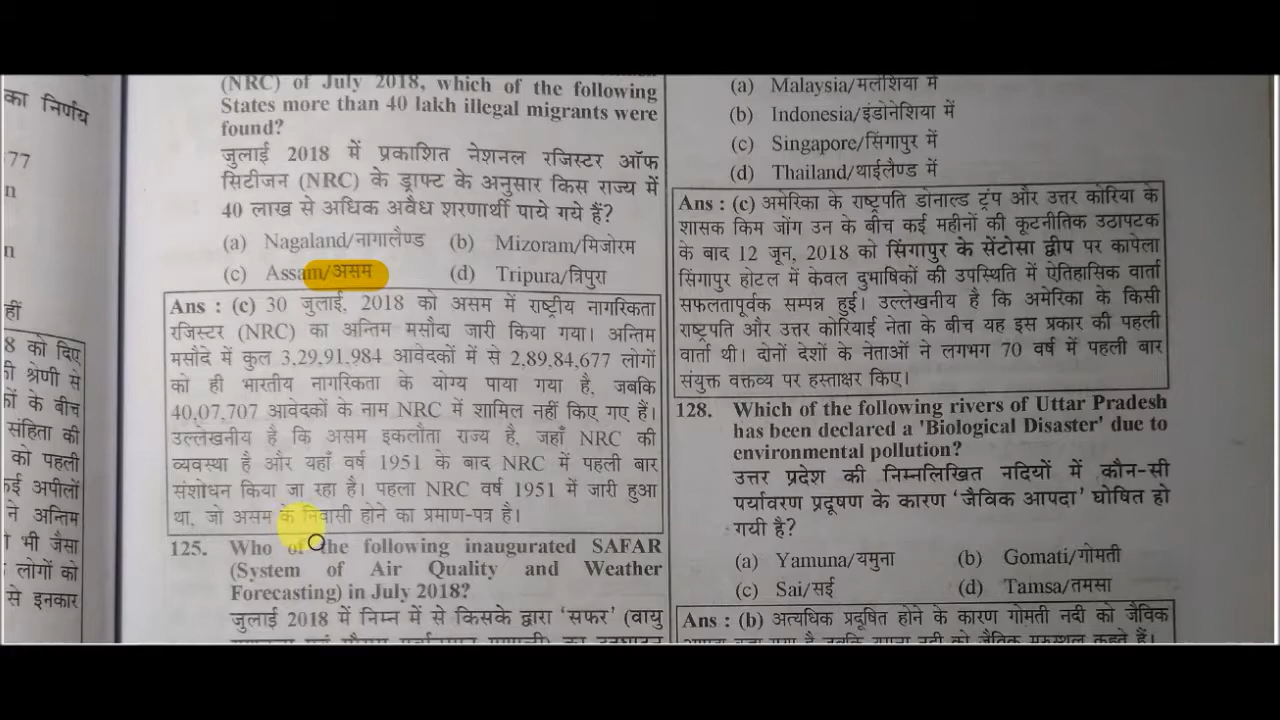 का निर्णय
77
n
n
हीं
8 को दिए
की श्रेणी से
के बीच
संहिता की
को पहली
कई अपीलों
ने अन्तिम
भी जैसा
लोगों को
से इनकार
(NRC) of July 2018, which of the following
States more than 40 lakh illegal migrants were
found?
जुलाई 2018 में प्रकाशित नेशनल रजिस्टर ऑफ
सिटीजन (NRC) के ड्राफ्ट के अनुसार किस राज्य में
40 लाख से अधिक अवैध शरणार्थी पाये गये हैं?
(a) Nagaland/नागालैण्ड (b) Mizoram/मिजोरम
(c) Assam/असम (d) Tripura/त्रिपुरा
Ans : (c) 30 जुलाई, 2018 को असम में राष्ट्रीय नागरिकता
रजिस्टर (NRC) का अन्तिम मसौदा जारी किया गया। अन्तिम
मसौदे में कुल 3,29,91,984 आवेदकों में से 2,89,84,677 लोगों
को ही भारतीय नागरिकता के योग्य पाया गया है, जबकि
40,07,707 आवेदकों के नाम NRC में शामिल नहीं किए गए हैं।
उल्लेखनीय है कि असम इकलौता राज्य है, जहाँ NRC की
व्यवस्था है और यहाँ वर्ष 1951 के बाद NRC में पहली बार
संशोधन किया जा रहा है। पहला NRC वर्ष 1951 में जारी हुआ
था, जो असम के निवासी होने का प्रमाण-पत्र है।
125. Who of the following inaugurated SAFAR
(System of Air Quality and Weather
Forecasting) in July 2018?
जुलाई 2018 में निम्न में से किसके द्वारा ‘सफर’ (वायु
(a) Malaysia/मलेशिया में
(b) Indonesia/इंडोनेशिया में
(c) Singapore/सिंगापुर में
(d) Thailand/थाईलैण्ड में
Ans : (c) अमेरिका के राष्ट्रपति डोनाल्ड ट्रंप और उत्तर कोरिया के
शासक किम जोंग उन के बीच कई महीनों की कूटनीतिक उठापटक
के बाद 12 जून, 2018 को सिंगापुर के सेंटोसा द्वीप पर कापेला
सिंगापुर होटल में केवल दुभाषिकों की उपस्थिति में ऐतिहासिक वार्ता
सफलतापूर्वक सम्पन्न हुई। उल्लेखनीय है कि अमेरिका के किसी
राष्ट्रपति और उत्तर कोरियाई नेता के बीच यह इस प्रकार की पहली
वार्ता थी। दोनों देशों के नेताओं ने लगभग 70 वर्ष में पहली बार
संयुक्त वक्तव्य पर हस्ताक्षर किए।
128. Which of the following rivers of Uttar Pradesh
has been declared a 'Biological Disaster' due to
environmental pollution?
उत्तर प्रदेश की निम्नलिखित नदियों में कौन-सी
पर्यावरण प्रदूषण के कारण ‘जैविक आपदा’ घोषित हो
गयी है?
(a) Yamuna/यमुना (b) Gomati/गोमती
(c) Sai/सई (d) Tamsa/तमसा
Ans : (b) अत्यधिक प्रदूषित होने के कारण गोमती नदी को जैविक